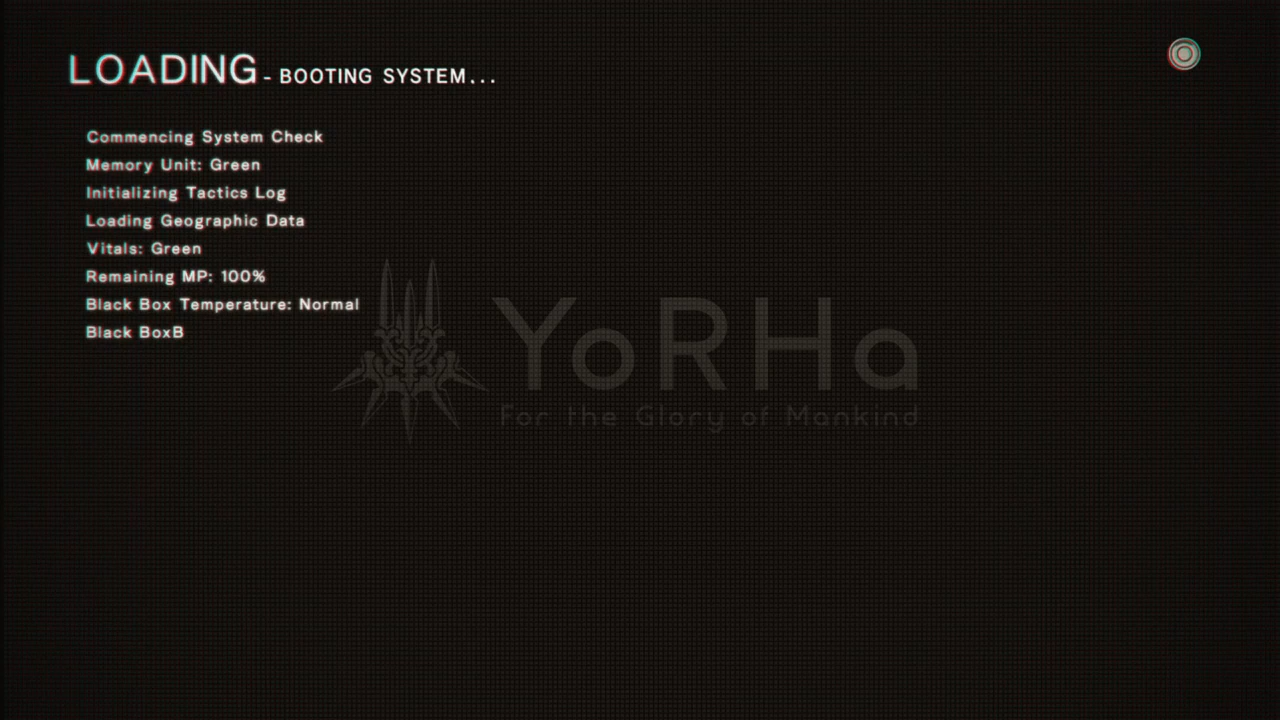 LOADING - BOOTING SYSTEM...
Commencing System Check
Memory Unit: Green
Initializing Tactics Log
Loading Geographic Data
Vitals: Green
Remaining MP: 100%
Black Box Temperature: Normal
Black BoxB
YoRHa
For the Glory of Mankind